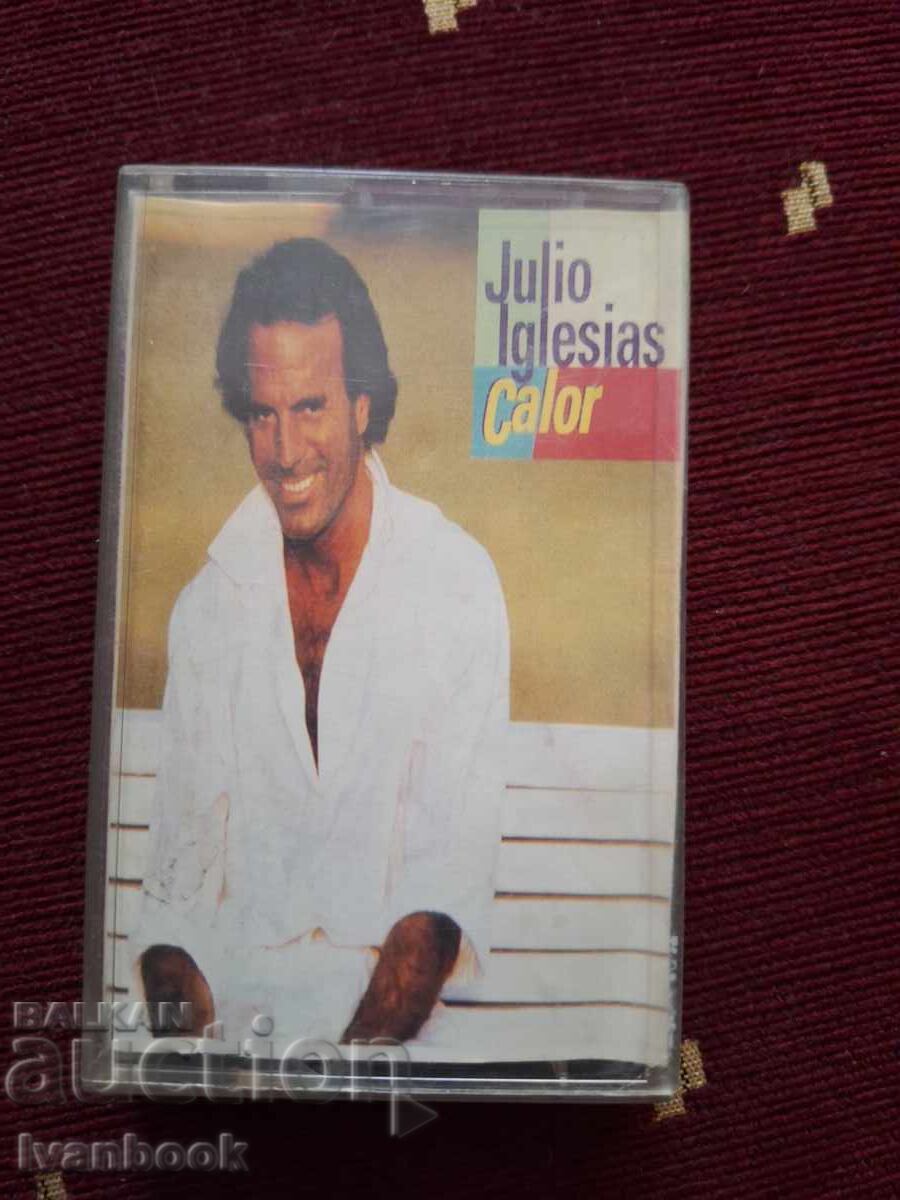 Julio
Iglesias
Calor
BALKAN
auction
Ivanbook